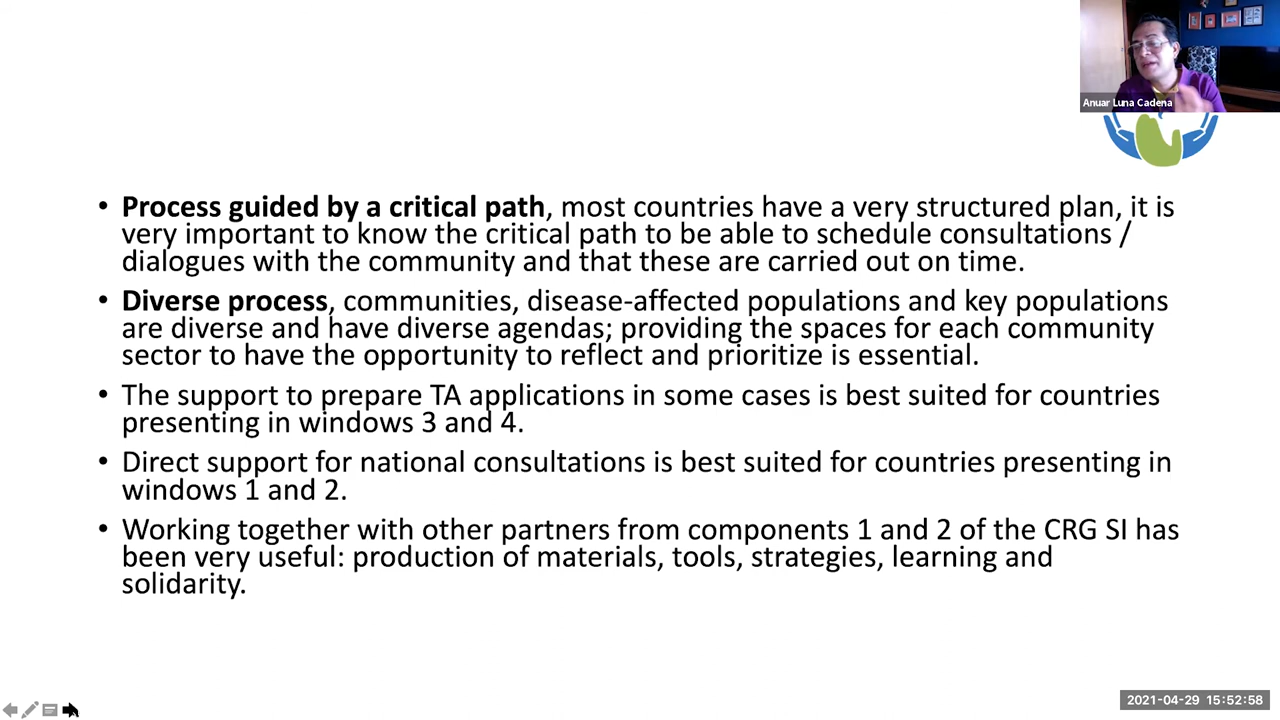 Anuar Luna Cadena
• Process guided by a critical path, most countries have a very structured plan, it is
very important to know the critical path to be able to schedule consultations /
dialogues with the community and that these are carried out on time.
• Diverse process, communities, disease-affected populations and key populations
are diverse and have diverse agendas; providing the spaces for each community
sector to have the opportunity to reflect and prioritize is essential.
• The support to prepare TA applications in some cases is best suited for countries
presenting in windows 3 and 4.
• Direct support for national consultations is best suited for countries presenting in
windows 1 and 2.
• Working together with other partners from components 1 and 2 of the CRG SI has
been very useful: production of materials, tools, strategies, learning and
solidarity.
2021-04-29 15:52:58